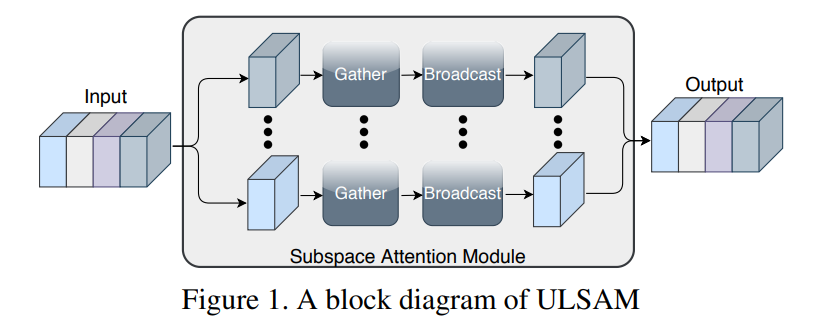 Input
Gather
Broadcast
Output
Gather
Broadcast
Subspace Attention Module
Figure 1. A block diagram of ULSAM